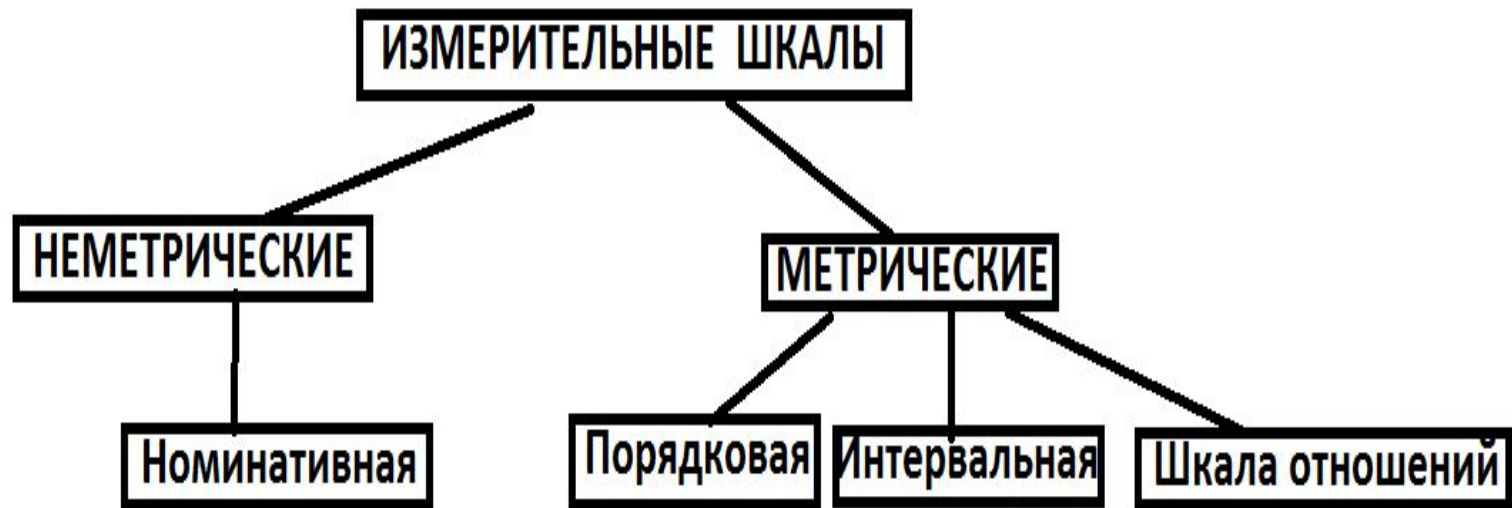 ИЗМЕРИТЕЛЬНЫЕ ШКАЛЫ
НЕМЕТРИЧЕСКИЕ
МЕТРИЧЕСКИЕ
Номинативная
Порядковая
Интервальная
Шкала отношений